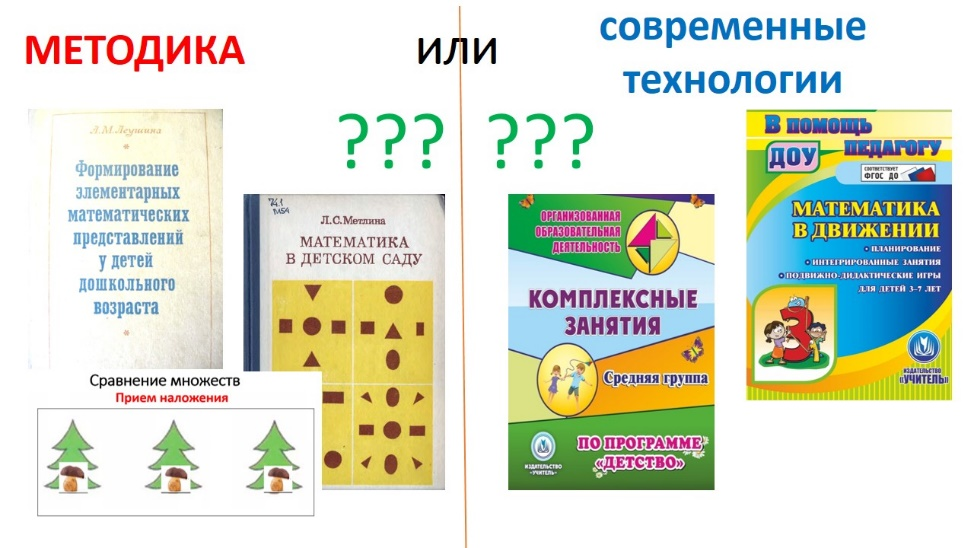 МЕТОДИКА
или
современные
технологии
??? ???
Л.М.Леушина
Формирование
элементарных
математических
представлений
у детей
дошкольного
возраста
Л.С.Метлина
МАТЕМАТИКА
В ДЕТСКОМ САДУ
Сравнение множеств
Прием наложения
ОРГАНИЗОВАННАЯ
ОБРАЗОВАТЕЛЬНАЯ
ДЕЯТЕЛЬНОСТЬ
КОМПЛЕКСНЫЕ
ЗАНЯТИЯ
Средняя группа
ПО ПРОГРАММЕ
«ДЕТСТВО»
ИЗДАТЕЛЬСТВО
«УЧИТЕЛЬ»
В ПОМОЩЬ
ПЕДАГОГУ
ДОУ
СООТВЕТСТВУЕТ
ФГОС ДО
МАТЕМАТИКА
В ДВИЖЕНИИ
• ПЛАНИРОВАНИЕ
• ИНТЕГРИРОВАННЫЕ ЗАНЯТИЯ
• ПОДВИЖНО-ДИДАКТИЧЕСКИЕ ИГРЫ
ДЛЯ ДЕТЕЙ 3-7 ЛЕТ
3
ИЗДАТЕЛЬСТВО
«УЧИТЕЛЬ»